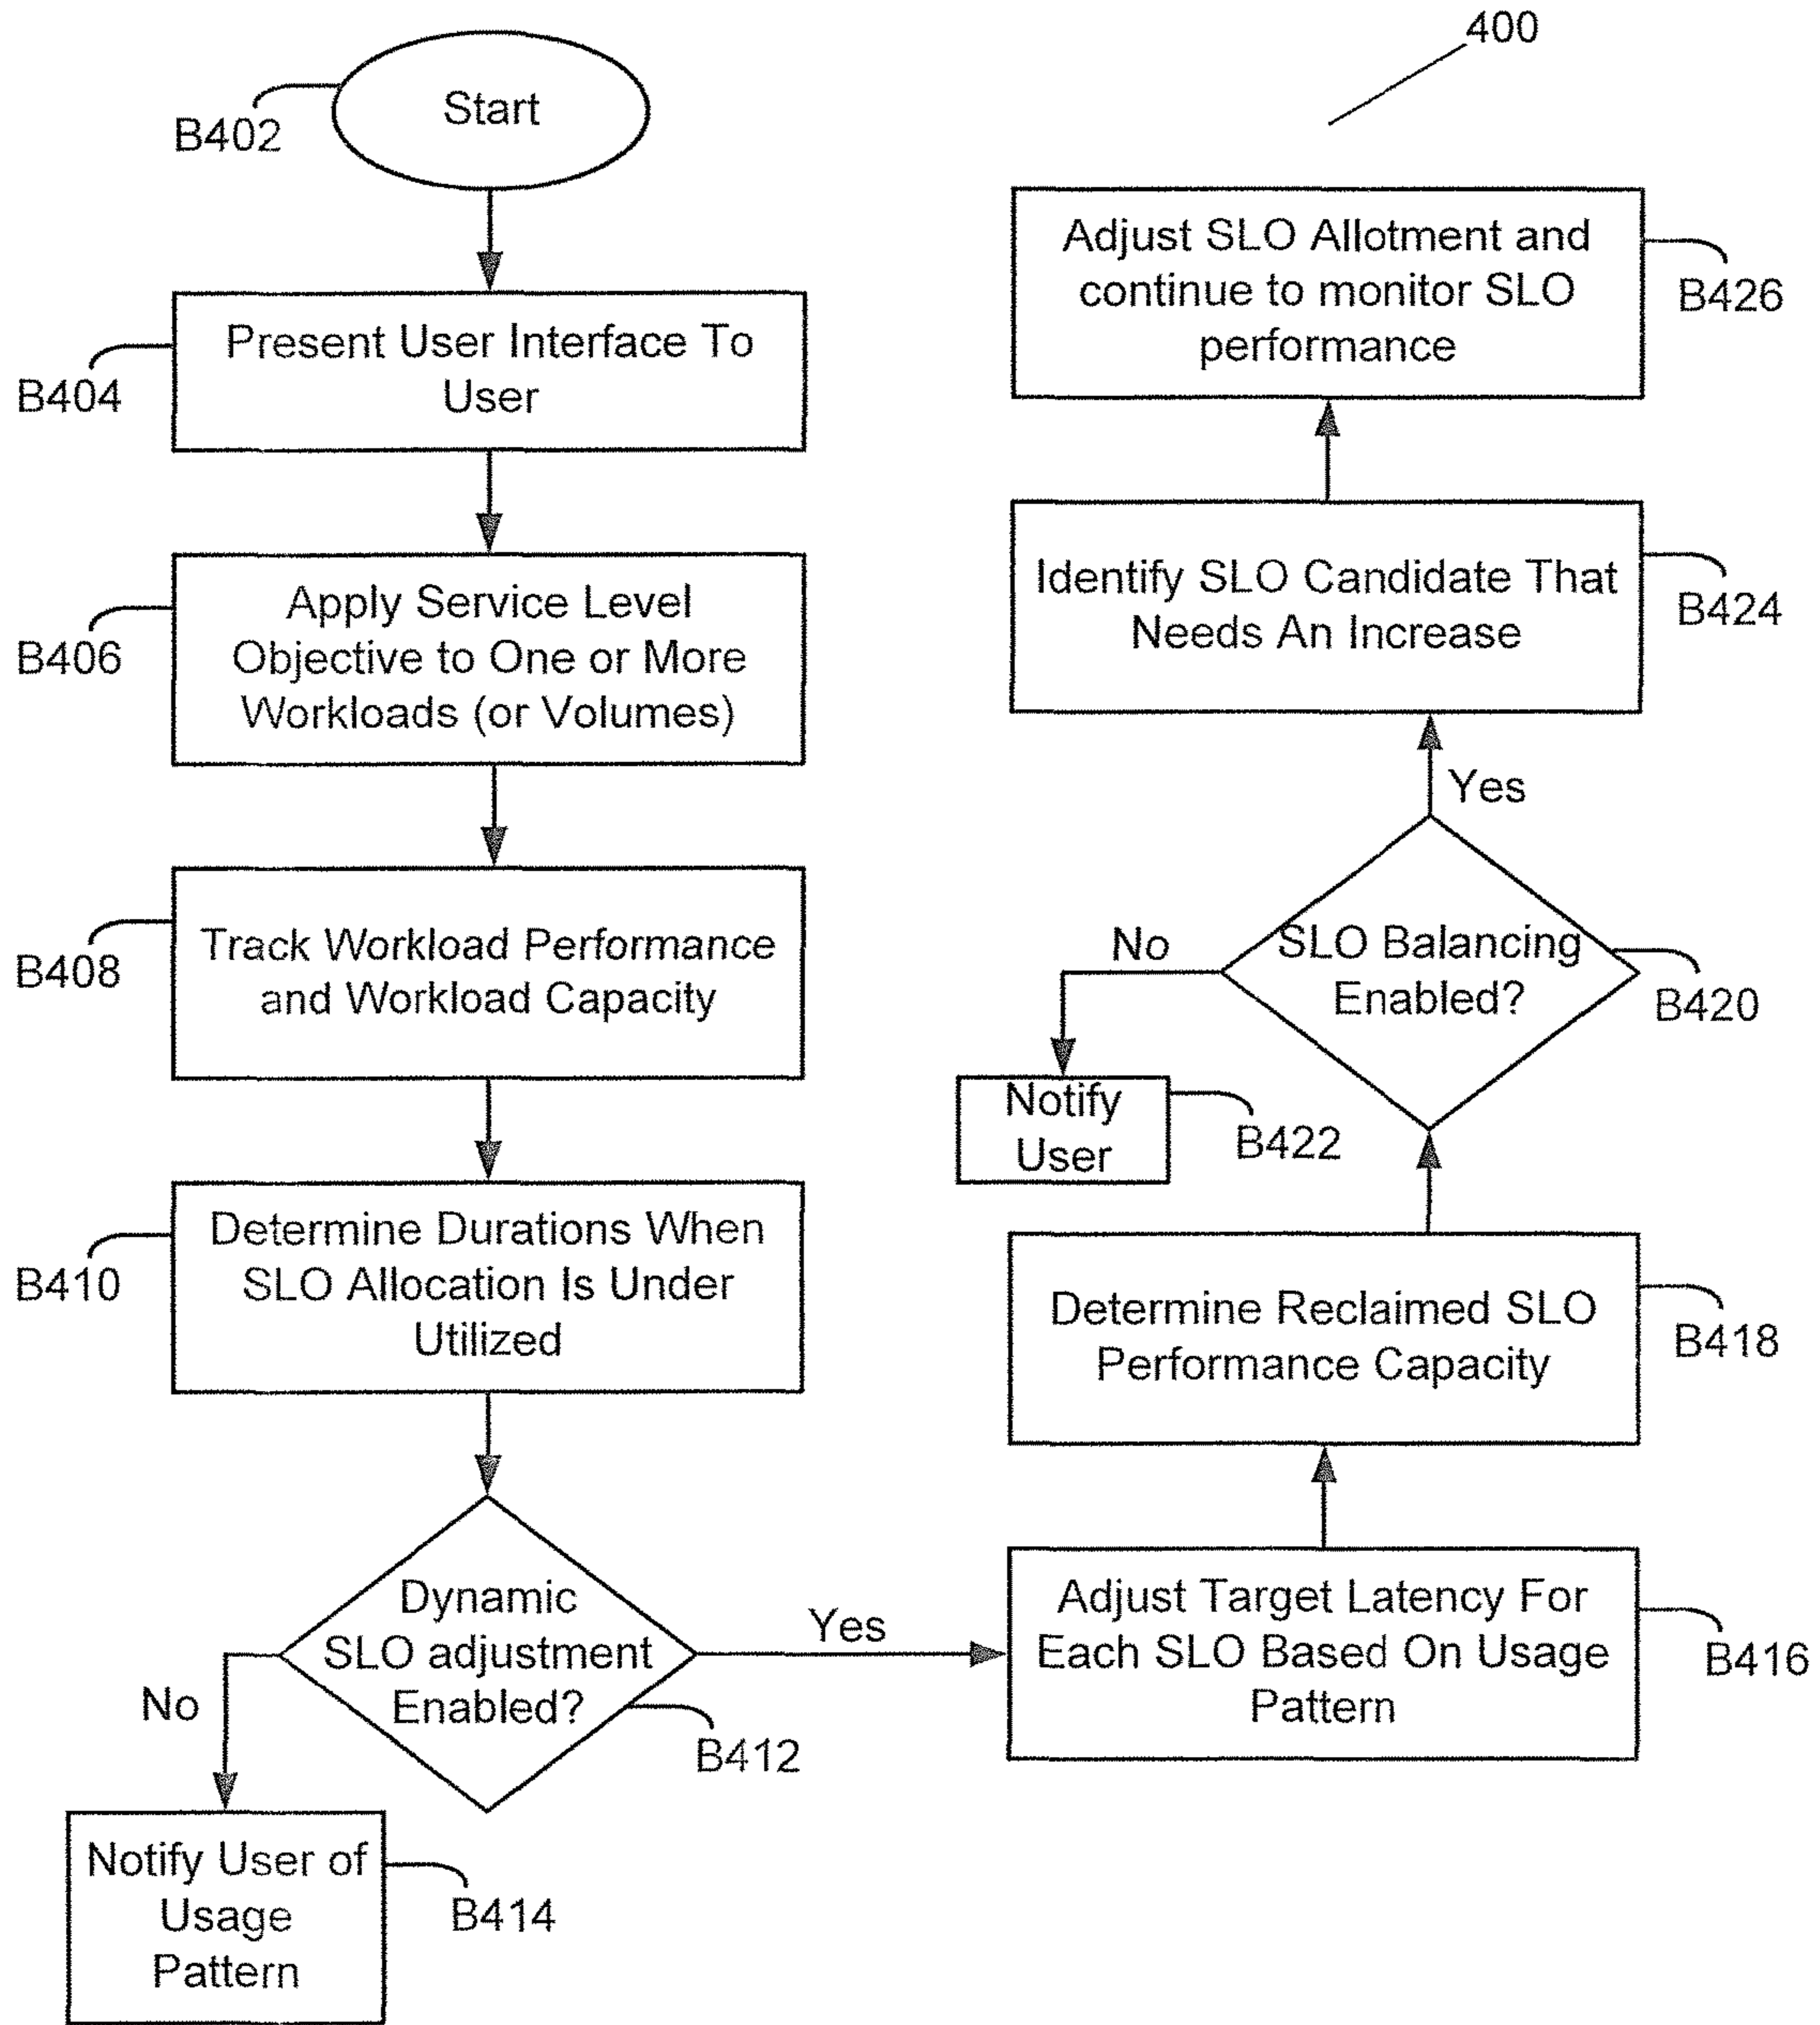 400
Start
B402
Present User Interface To
User
B404
Apply Service Level
Objective to One or More
Workloads (or Volumes)
B406
Track Workload Performance
and Workload Capacity
B408
Determine Durations When
SLO Allocation Is Under
Utilized
B410
Dynamic
SLO adjustment
Enabled?
B412
No
Yes
Notify User of
Usage
Pattern
B414
Adjust Target Latency For
Each SLO Based On Usage
Pattern
B416
Determine Reclaimed SLO
Performance Capacity
B418
SLO Balancing
Enabled?
B420
No
Notify
User
B422
Yes
Identify SLO Candidate That
Needs An Increase
B424
Adjust SLO Allotment and
continue to monitor SLO
performance
B426